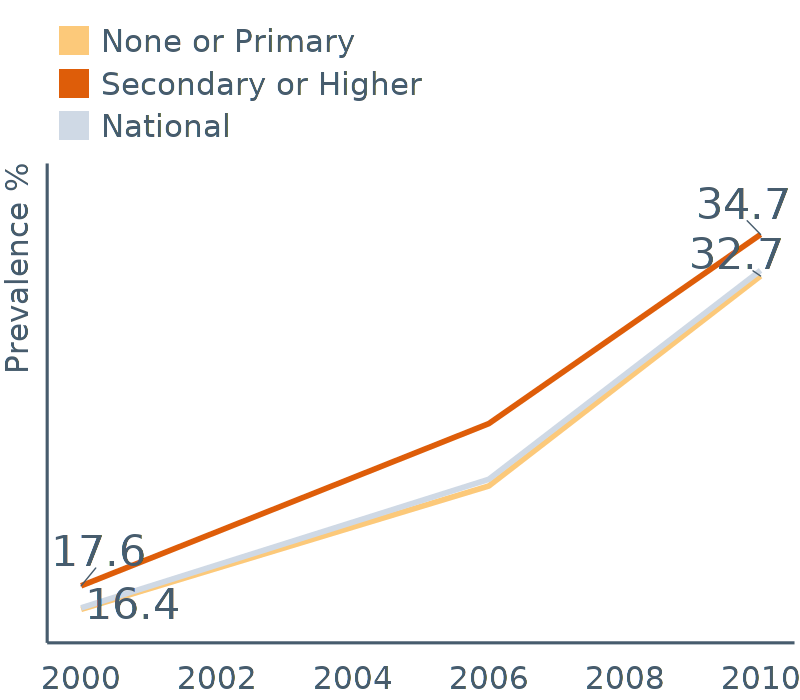 None or Primary
Secondary or Higher
National
Prevalence %
34.7
32.7
17.6
16.4
2000 2002 2004 2006 2008 2010